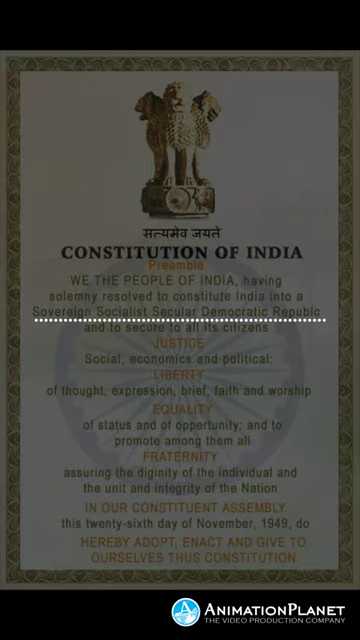 सत्यमेव जयते
CONSTITUTION OF INDIA
Preamble
WE THE PEOPLE OF INDIA, having
solemny resolved to constitute India into a
Sovereign Socialist Secular Democratic Republc
and to secure to all its citizens
JUSTICE
Social, economics and political:
LIBERTY
of thought, expression, brief, faith and worship
EQUALITY
of status and of opportunity; and to
promote among them all
FRATERNITY
assuring the diginity of the individual and
the unit and integrity of the Nation
IN OUR CONSTITUENT ASSEMBLY
this twenty-sixth day of November, 1949, do
HEREBY ADOPT, ENACT AND GIVE TO
OURSELVES THUS CONSTITUTION
ANIMATIONPLANET
THE VIDEO PRODUCTION COMPANY